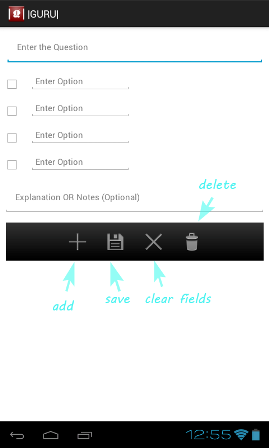 |GURU|
Enter the Question
Enter Option
Enter Option
Enter Option
Enter Option
Explanation OR Notes (Optional)
delete
add
save
clear Fields
12:55